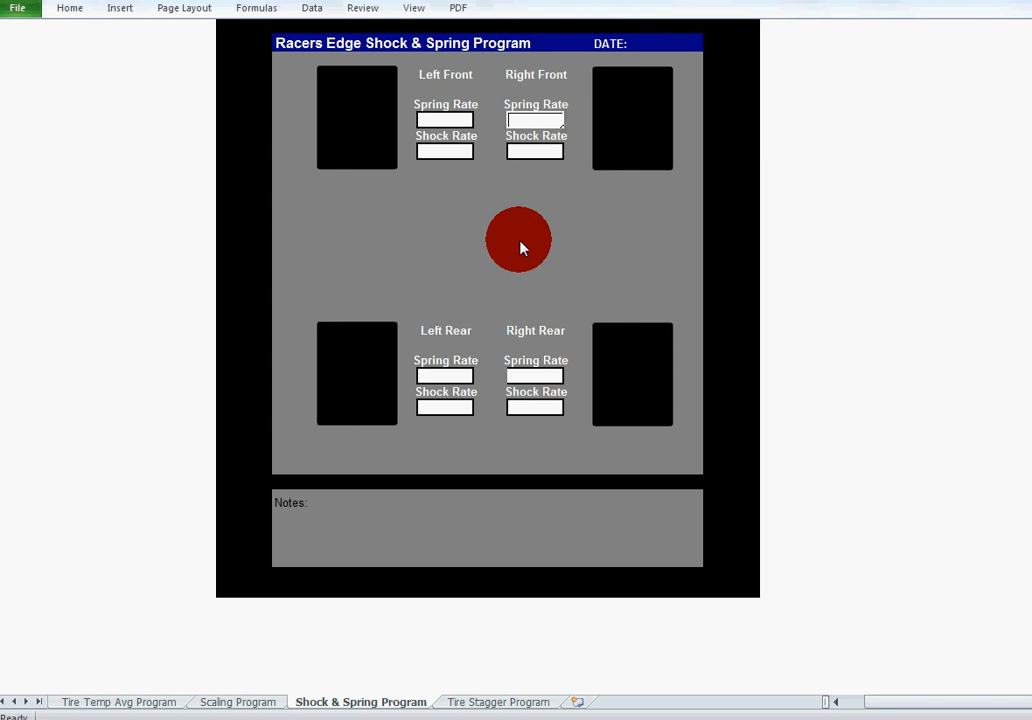 File Home Insert Page Layout Formulas Data Review View PDF
Racers Edge Shock & Spring Program DATE:
Left Front Right Front
Spring Rate Spring Rate
Shock Rate Shock Rate
Left Rear Right Rear
Spring Rate Spring Rate
Shock Rate Shock Rate
Notes:
Tire Temp Avg Program Scaling Program Shock & Spring Program Tire Stagger Program
Ready